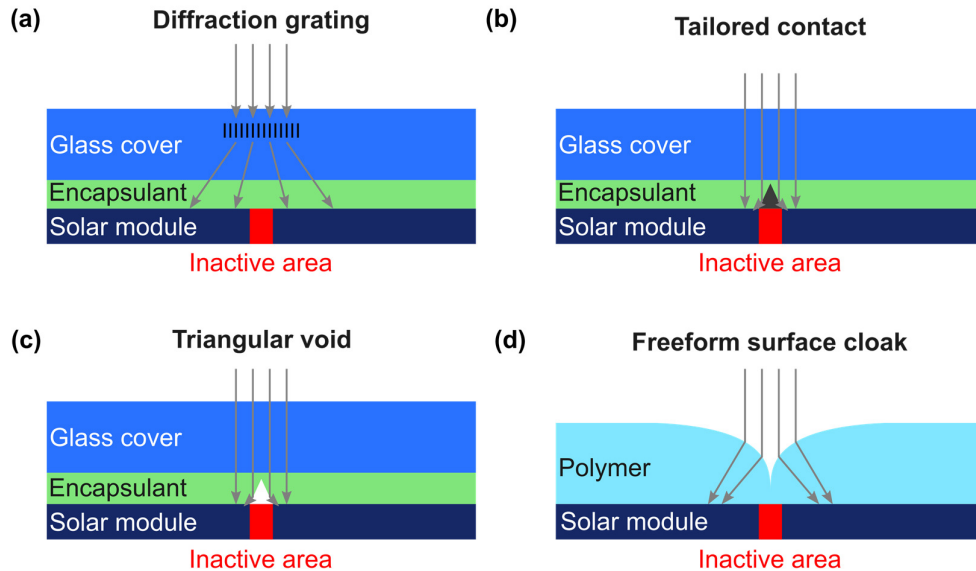 (a)
Diffraction grating
Glass cover
Encapsulant
Solar module
Inactive area
(b)
Tailored contact
Glass cover
Encapsulant
Solar module
Inactive area
(c)
Triangular void
Glass cover
Encapsulant
Solar module
Inactive area
(d)
Freeform surface cloak
Polymer
Solar module
Inactive area